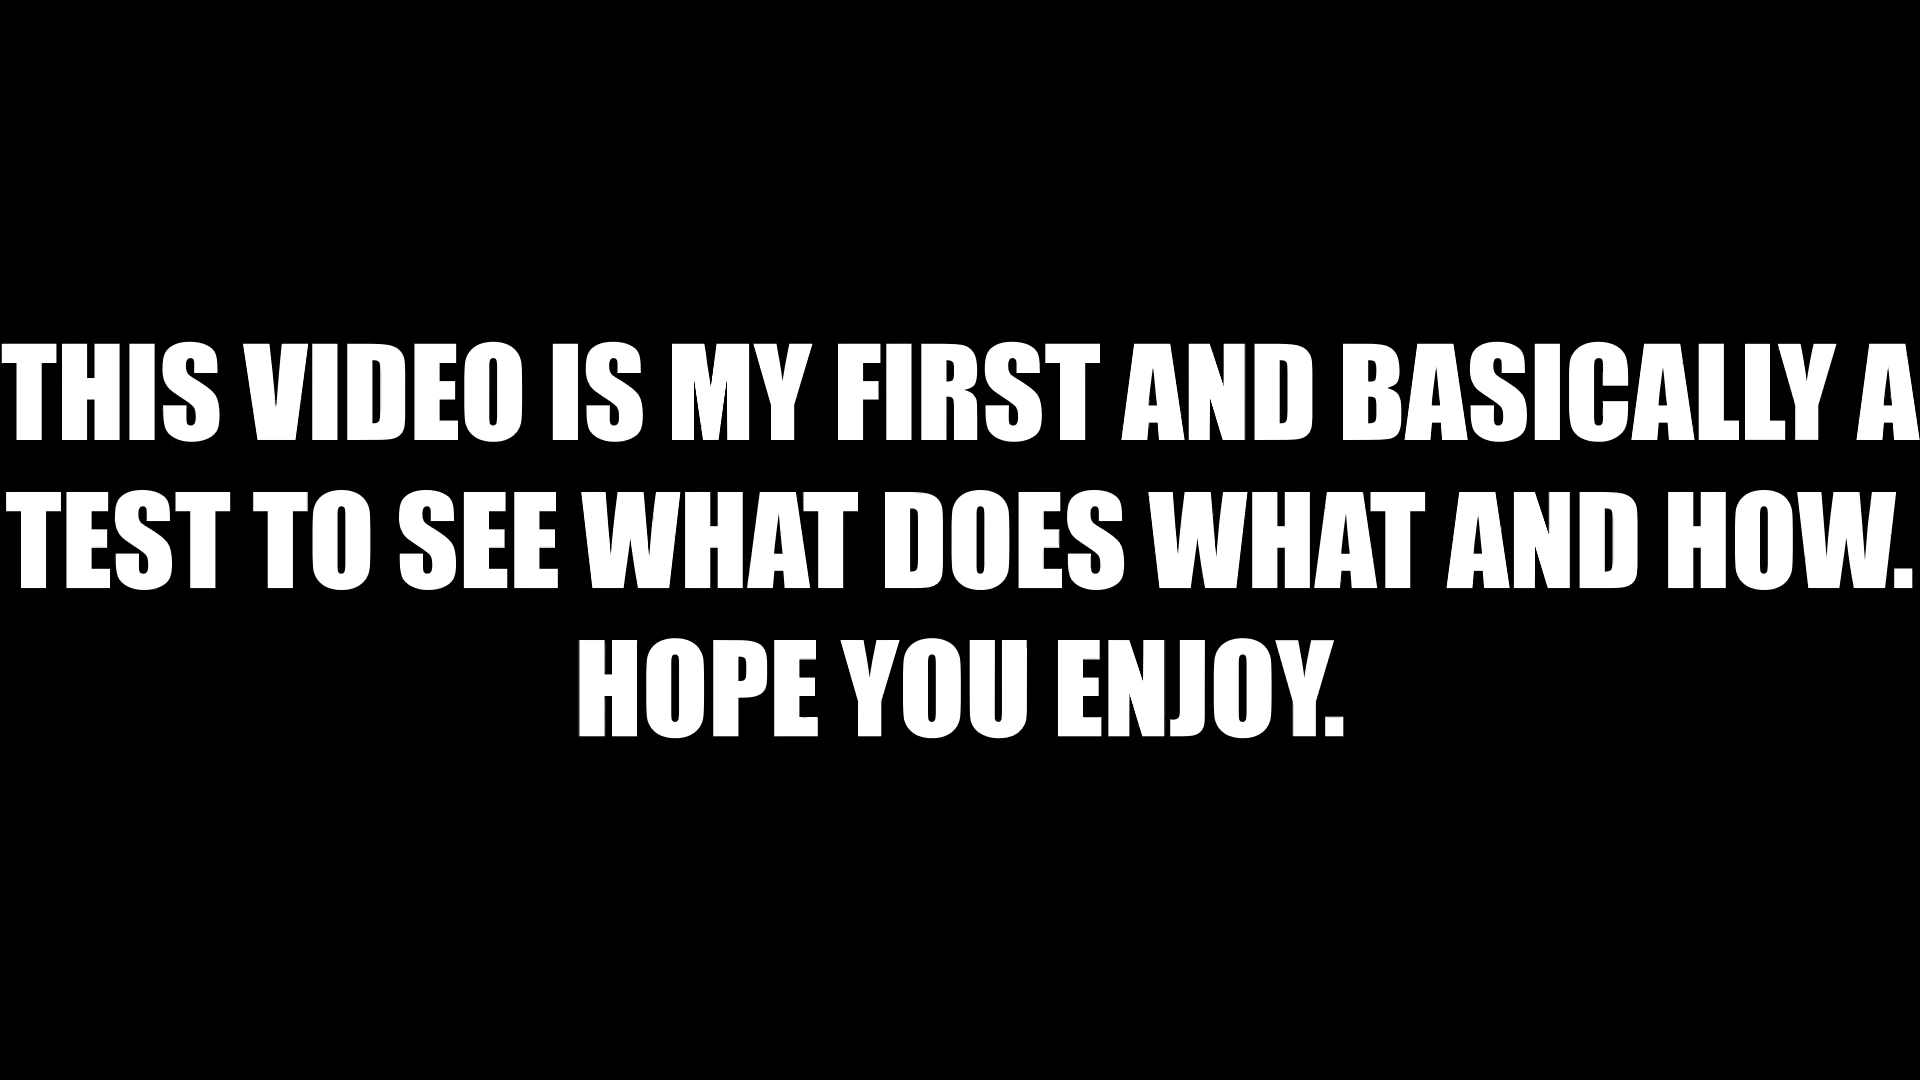 THIS VIDEO IS MY FIRST AND BASICALLY A
TEST TO SEE WHAT DOES WHAT AND HOW.
HOPE YOU ENJOY.